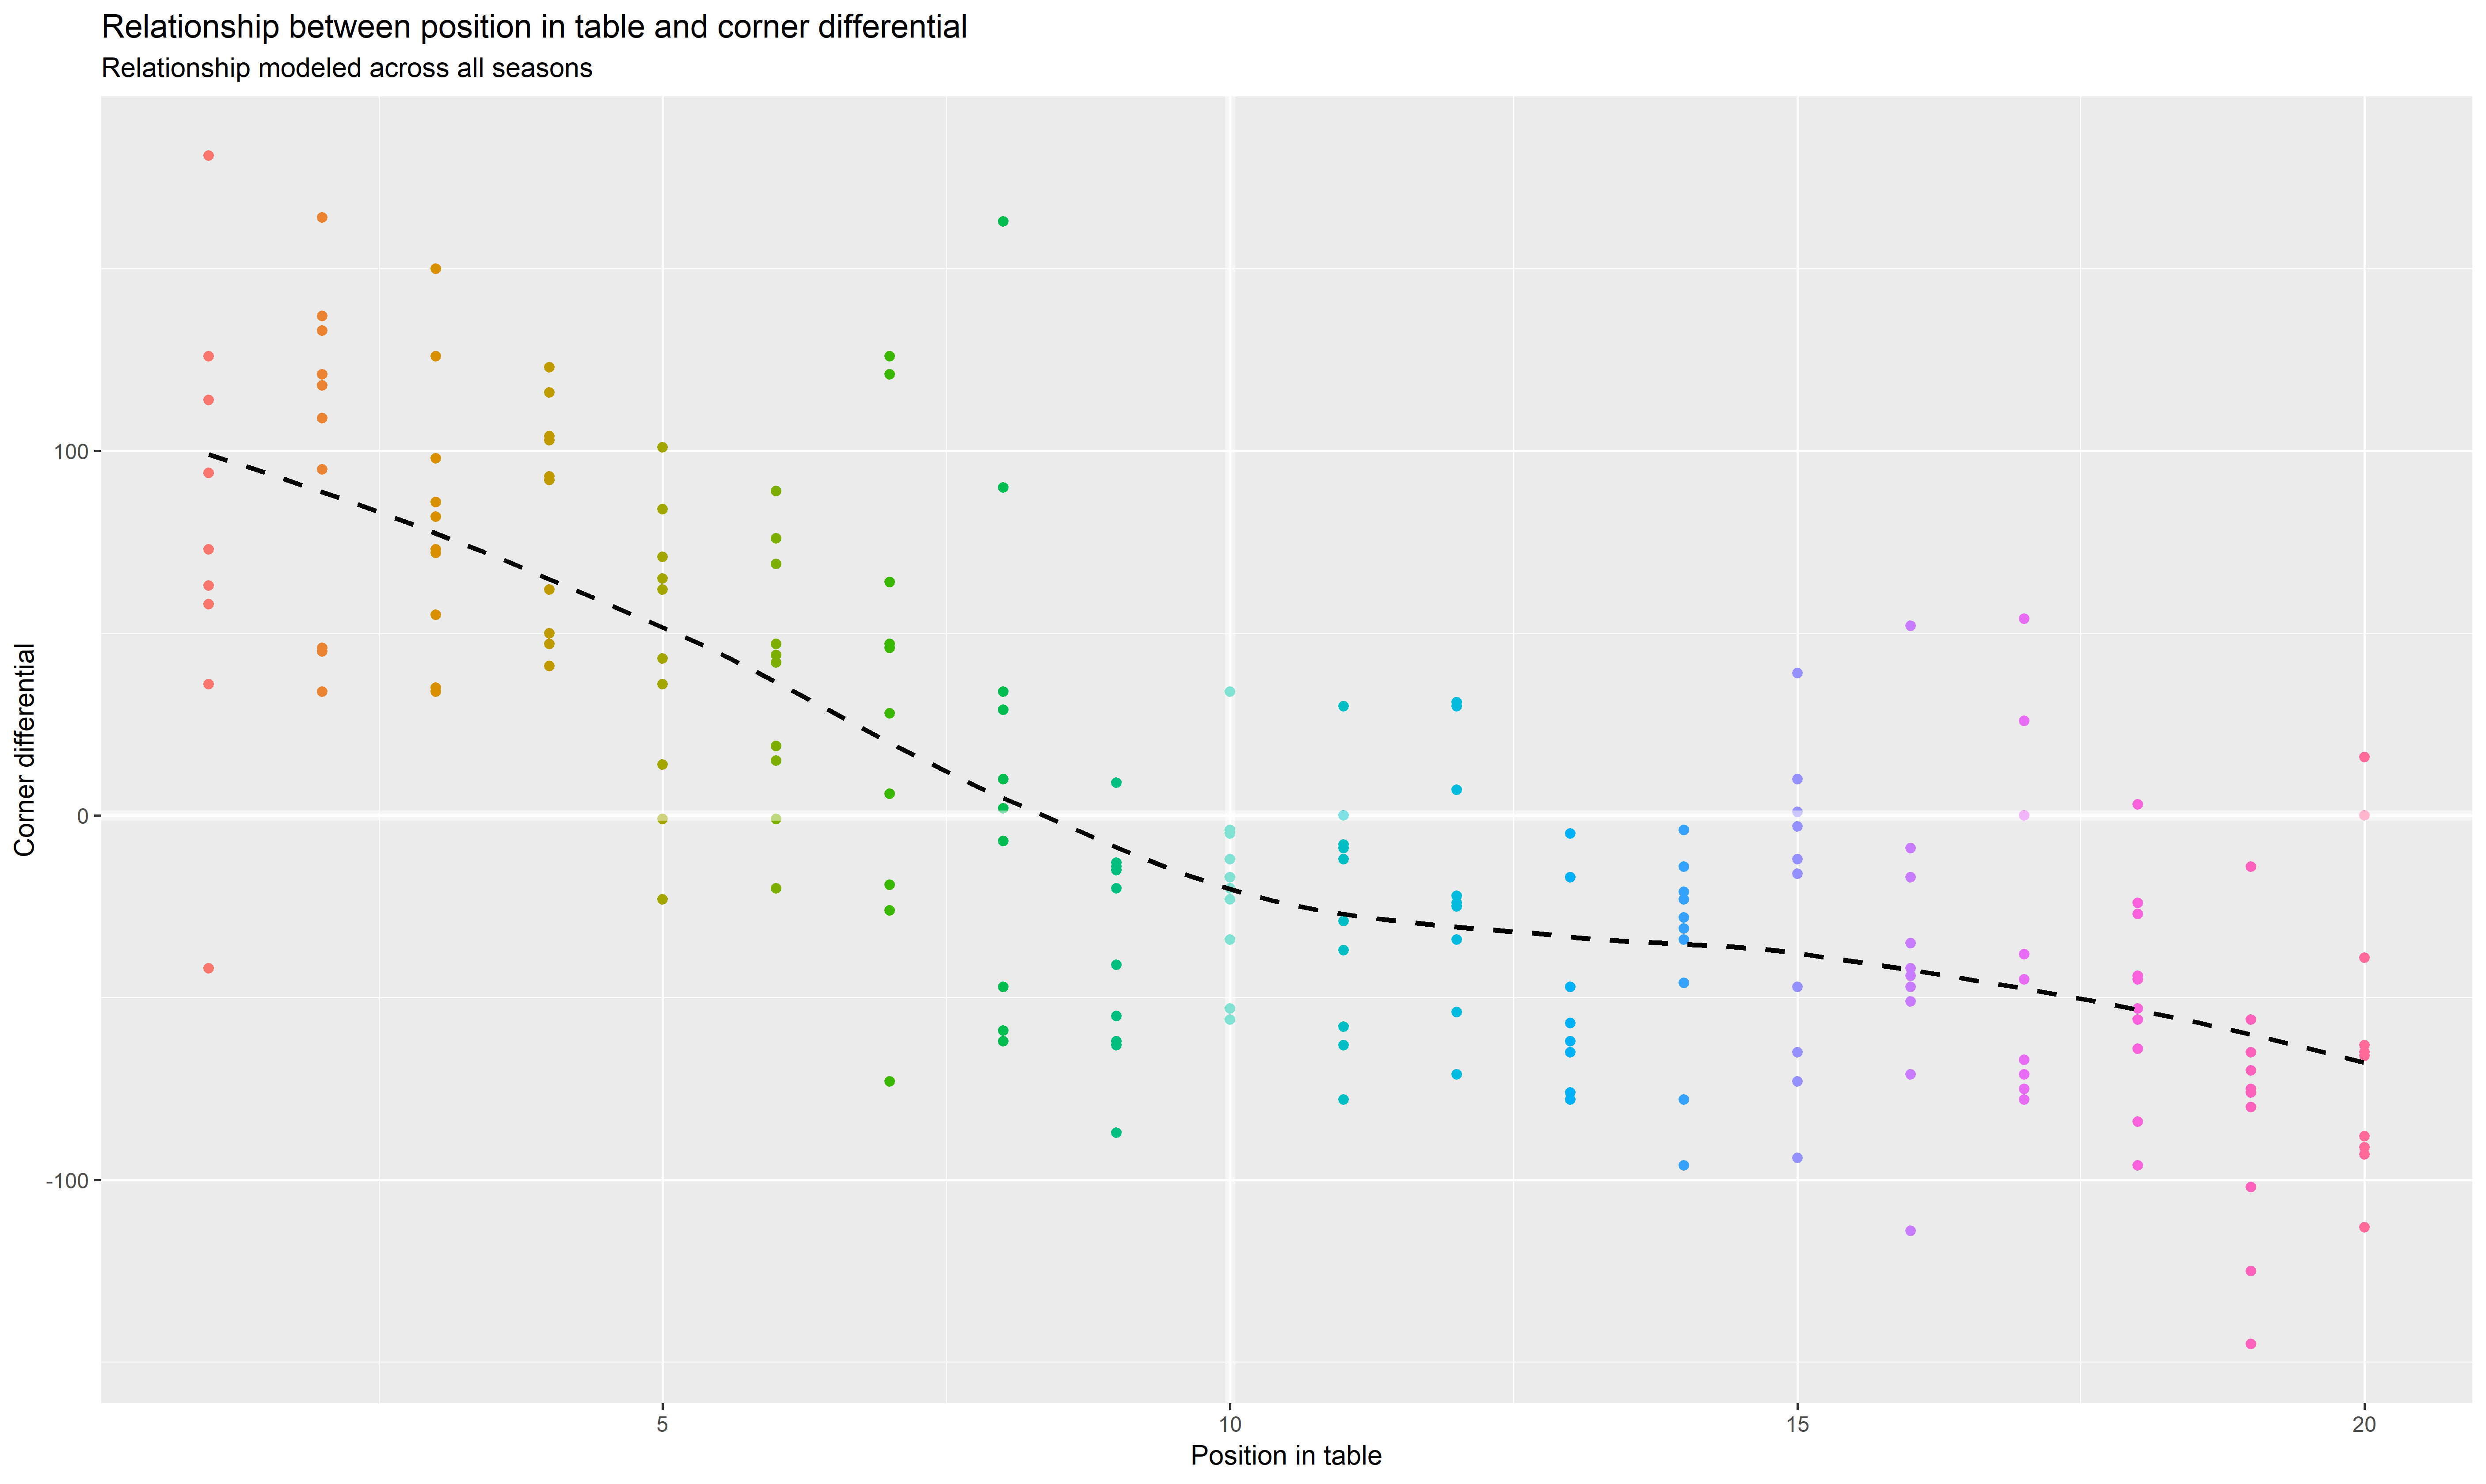 Relationship between position in table and corner differential
Relationship modeled across all seasons
Corner differential
100
0
-100
5
10
15
20
Position in table